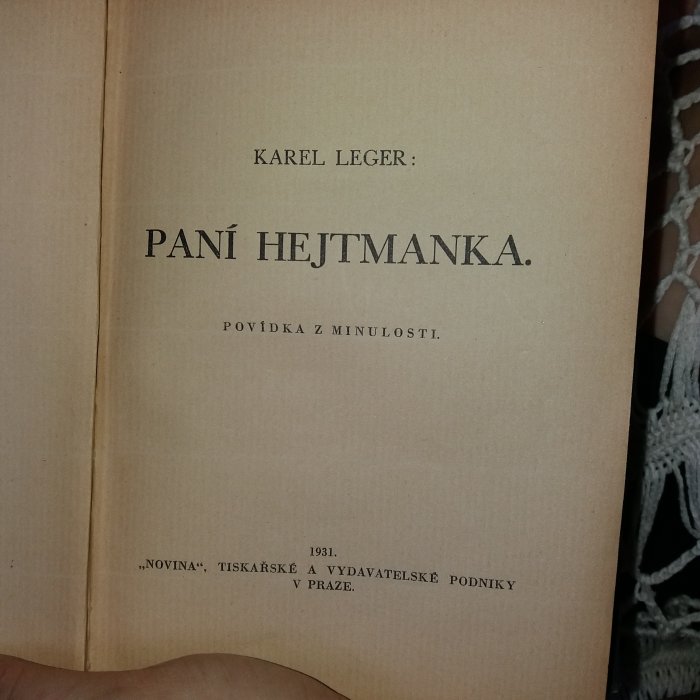 KAREL LEGER:
PANÍ HEJTMANKA.
POVÍDKA Z MINULOSTI.
1931.
„NOVINA“, TISKAŘSKÉ A VYDAVATELSKÉ PODNIKY
V PRAZE.